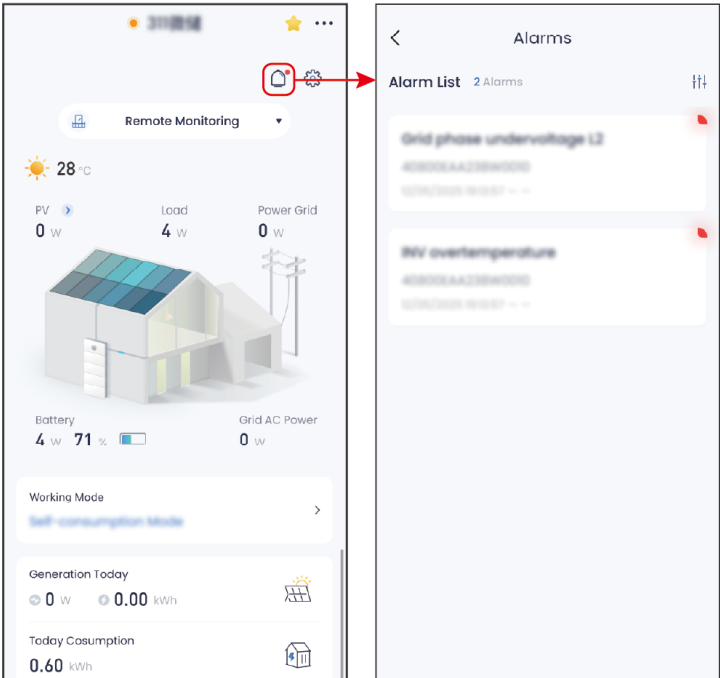 Remote Monitoring
28 °C
PV
Load
Power Grid
0 W
4 W
0 W
Battery
Grid AC Power
4 W 71 %
0 W
Working Mode
Self-consumption Mode
Generation Today
0 W 0.00 kWh
Today Cosumption
0.60 kWh
Alarms
Alarm List 2 Alarms
Grid phase undervoltage L2
INV overtemperature